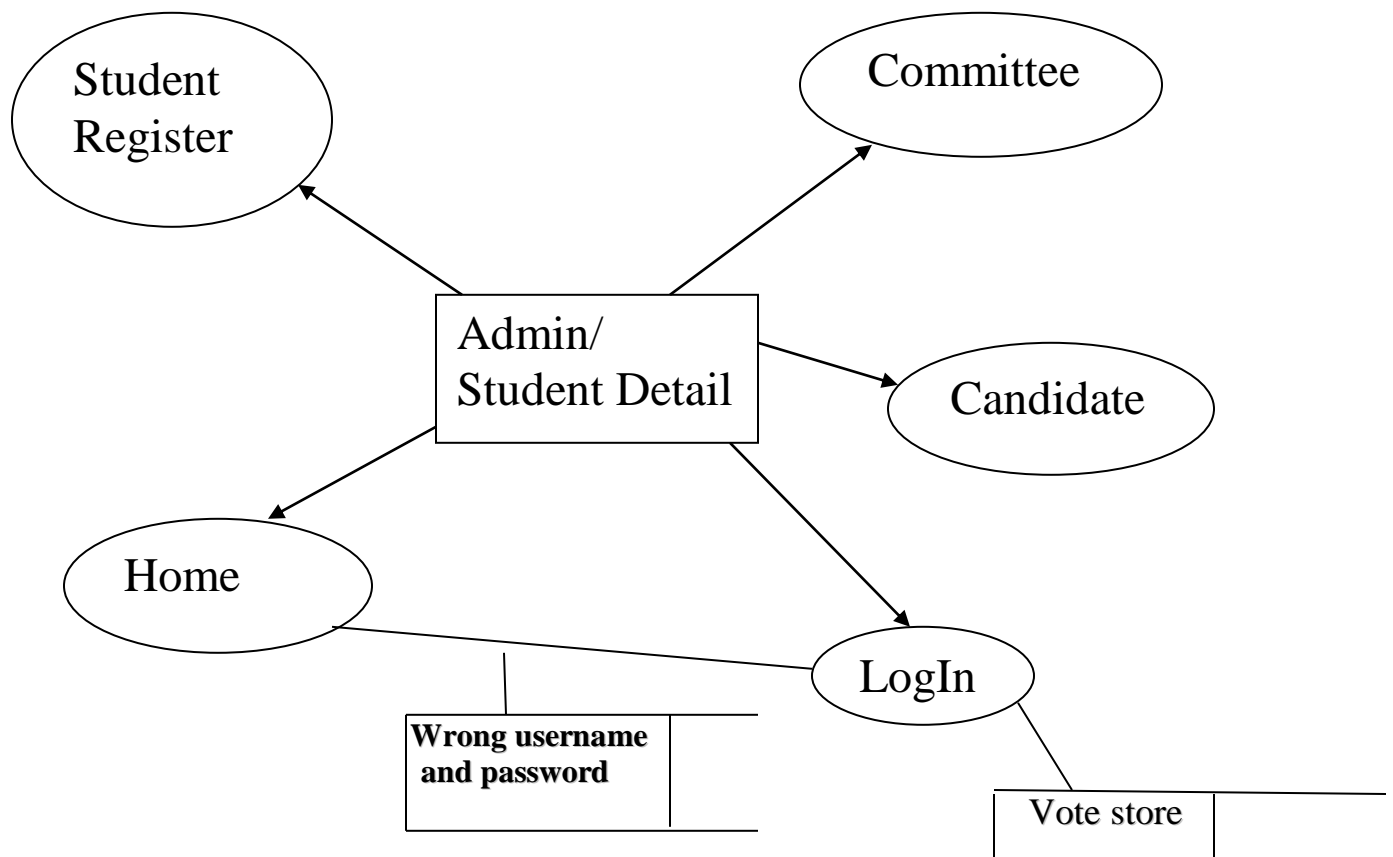 Student
Register
Committee
Admin/
Student Detail
Candidate
Home
LogIn
Wrong username
and password
Vote store